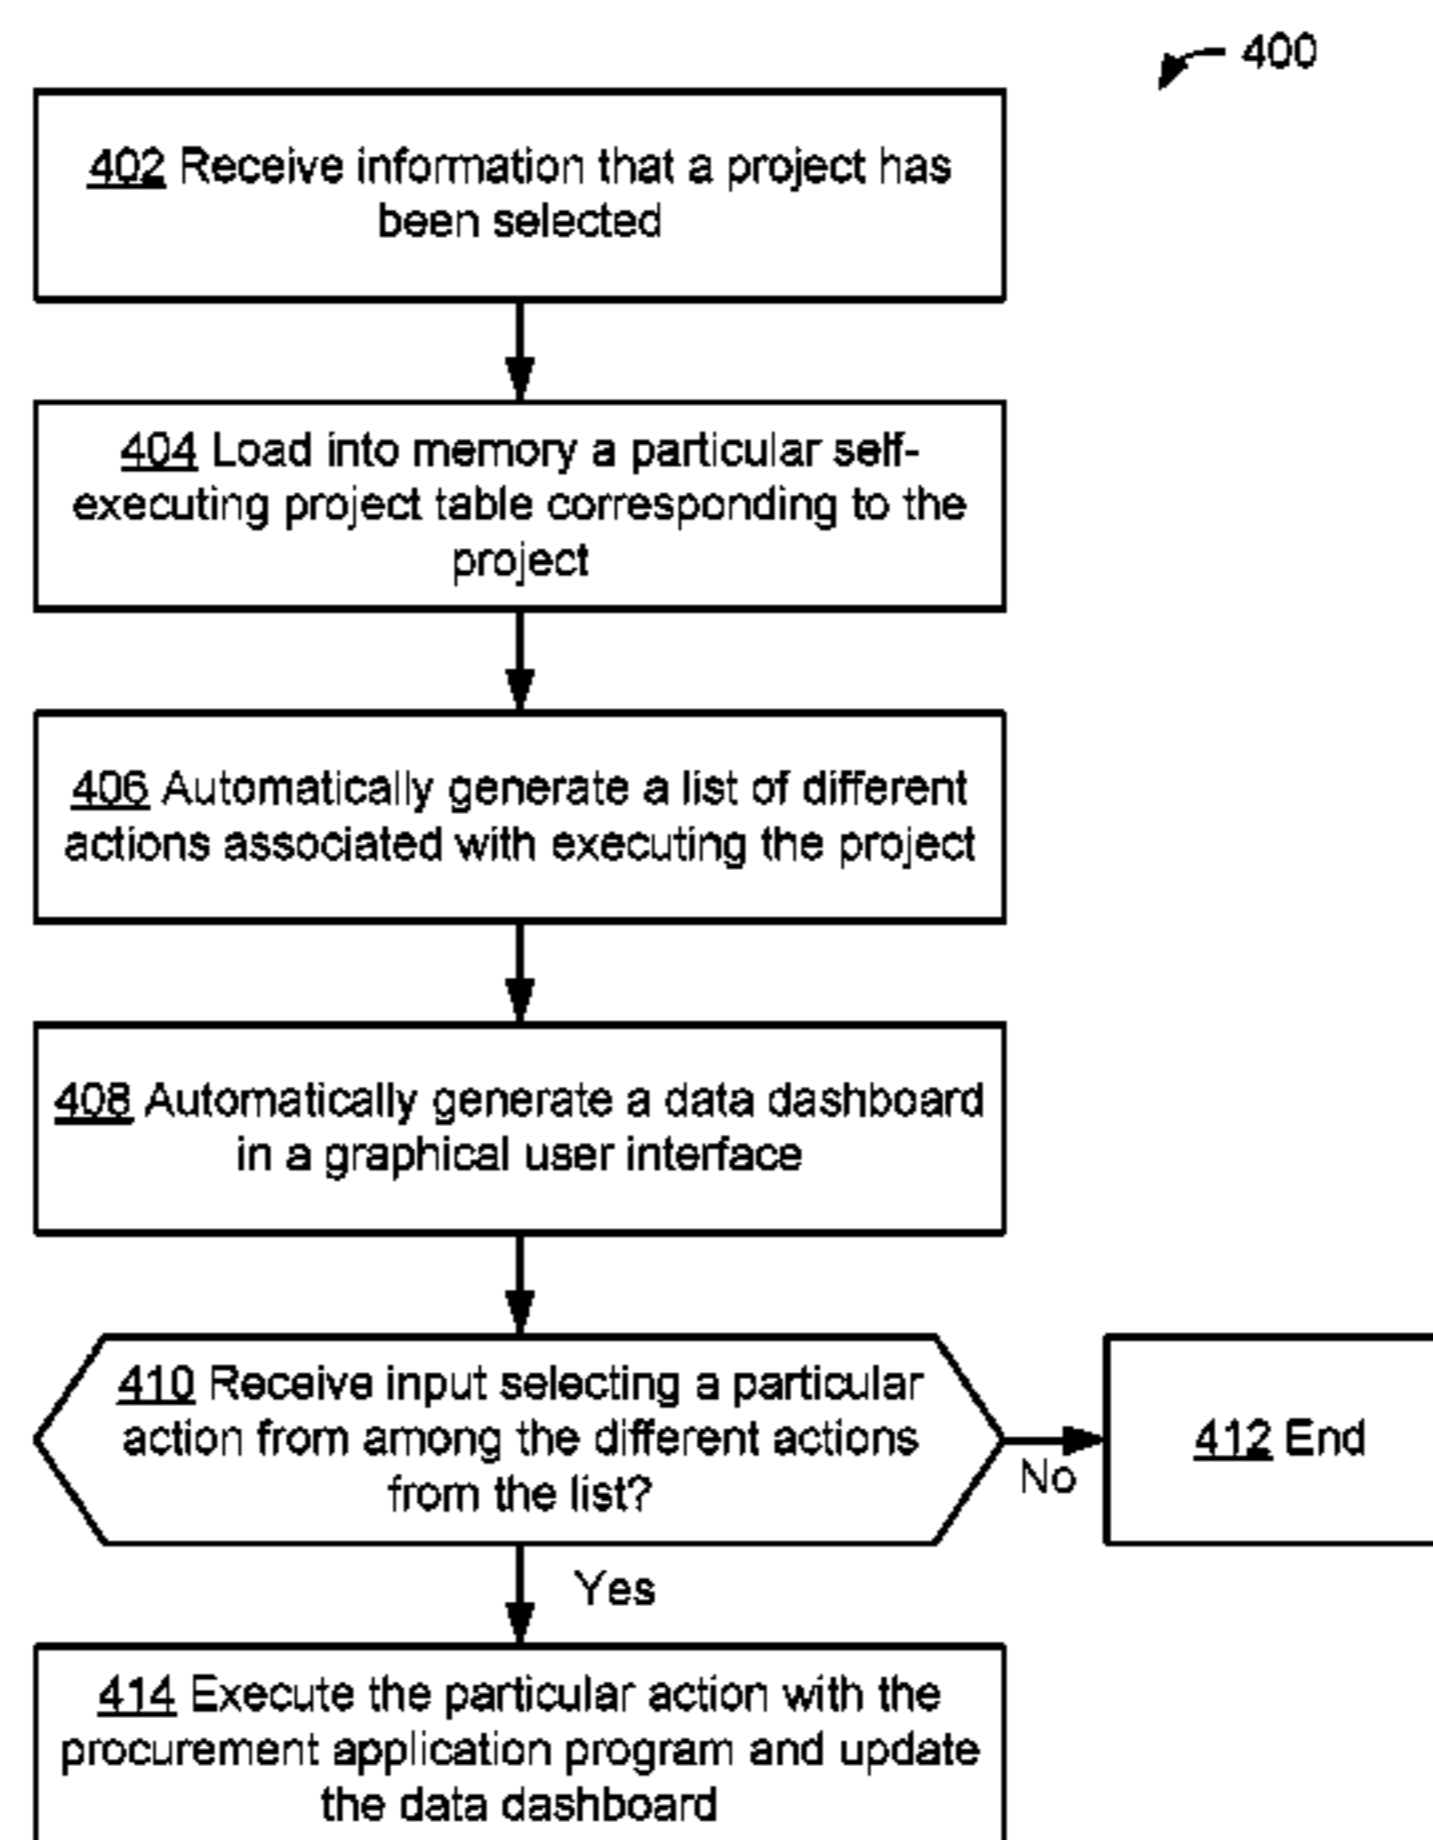 400
402 Receive information that a project has
been selected
404 Load into memory a particular self-
executing project table corresponding to the
project
406 Automatically generate a list of different
actions associated with executing the project
408 Automatically generate a data dashboard
in a graphical user interface
410 Receive input selecting a particular
action from among the different actions
from the list?
412 End
No
Yes
414 Execute the particular action with the
procurement application program and update
the data dashboard